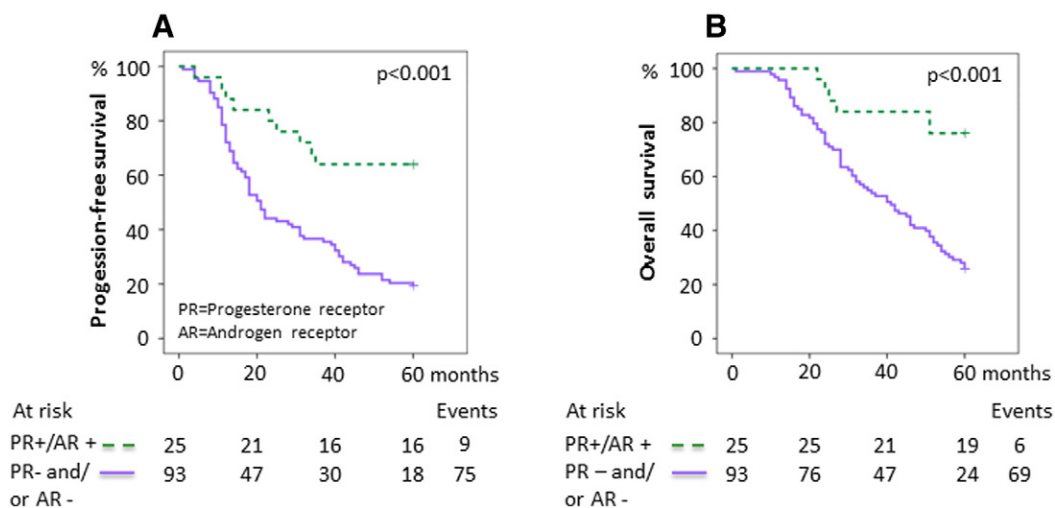 A
Progession-free survival
% 100
80
60
40
20
0
p<0.001
PR=Progesterone receptor
AR=Androgen receptor
0 20 40 60 months
At risk Events
PR+/AR + 25 21 16 16 9
PR- and/ 93 47 30 18 75
or AR -
B
Overall survival
% 100
80
60
40
20
0
p<0.001
0 20 40 60 months
At risk Events
PR+/AR + 25 25 21 19 6
PR – and/ 93 76 47 24 69
or AR -